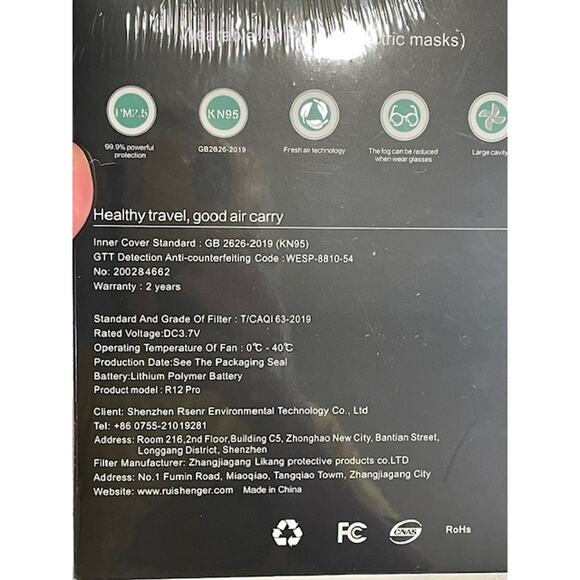 Wearable Air tric masks)
PM2.5
KN95
99.9% powerful
protection
GB2626-2019
Fresh air technology
The fog can be reduced
when wear glasses
Large cavity
Healthy travel, good air carry
Inner Cover Standard : GB 2626-2019 (KN95)
GTT Detection Anti-counterfeiting Code : WESP-8810-54
No: 200284662
Warranty : 2 years
Standard And Grade Of Filter : T/CAQI 63-2019
Rated Voltage:DC3.7V
Operating Temperature Of Fan : 0℃ - 40℃
Production Date:See The Packaging Seal
Battery:Lithium Polymer Battery
Product model : R12 Pro
Client: Shenzhen Rsenr Environmental Technology Co., Ltd
Tel: +86 0755-21019281
Address: Room 216,2nd Floor,Building C5, Zhonghao New City, Bantian Street,
Longgang District, Shenzhen
Filter Manufacturer: Zhangjiagang Likang protective products co.LTD
Address: No.1 Fumin Road, Miaoqiao, Tangqiao Towm, Zhangjiagang City
Website: www.ruishenger.com Made in China
FC
CNAS
RoHs